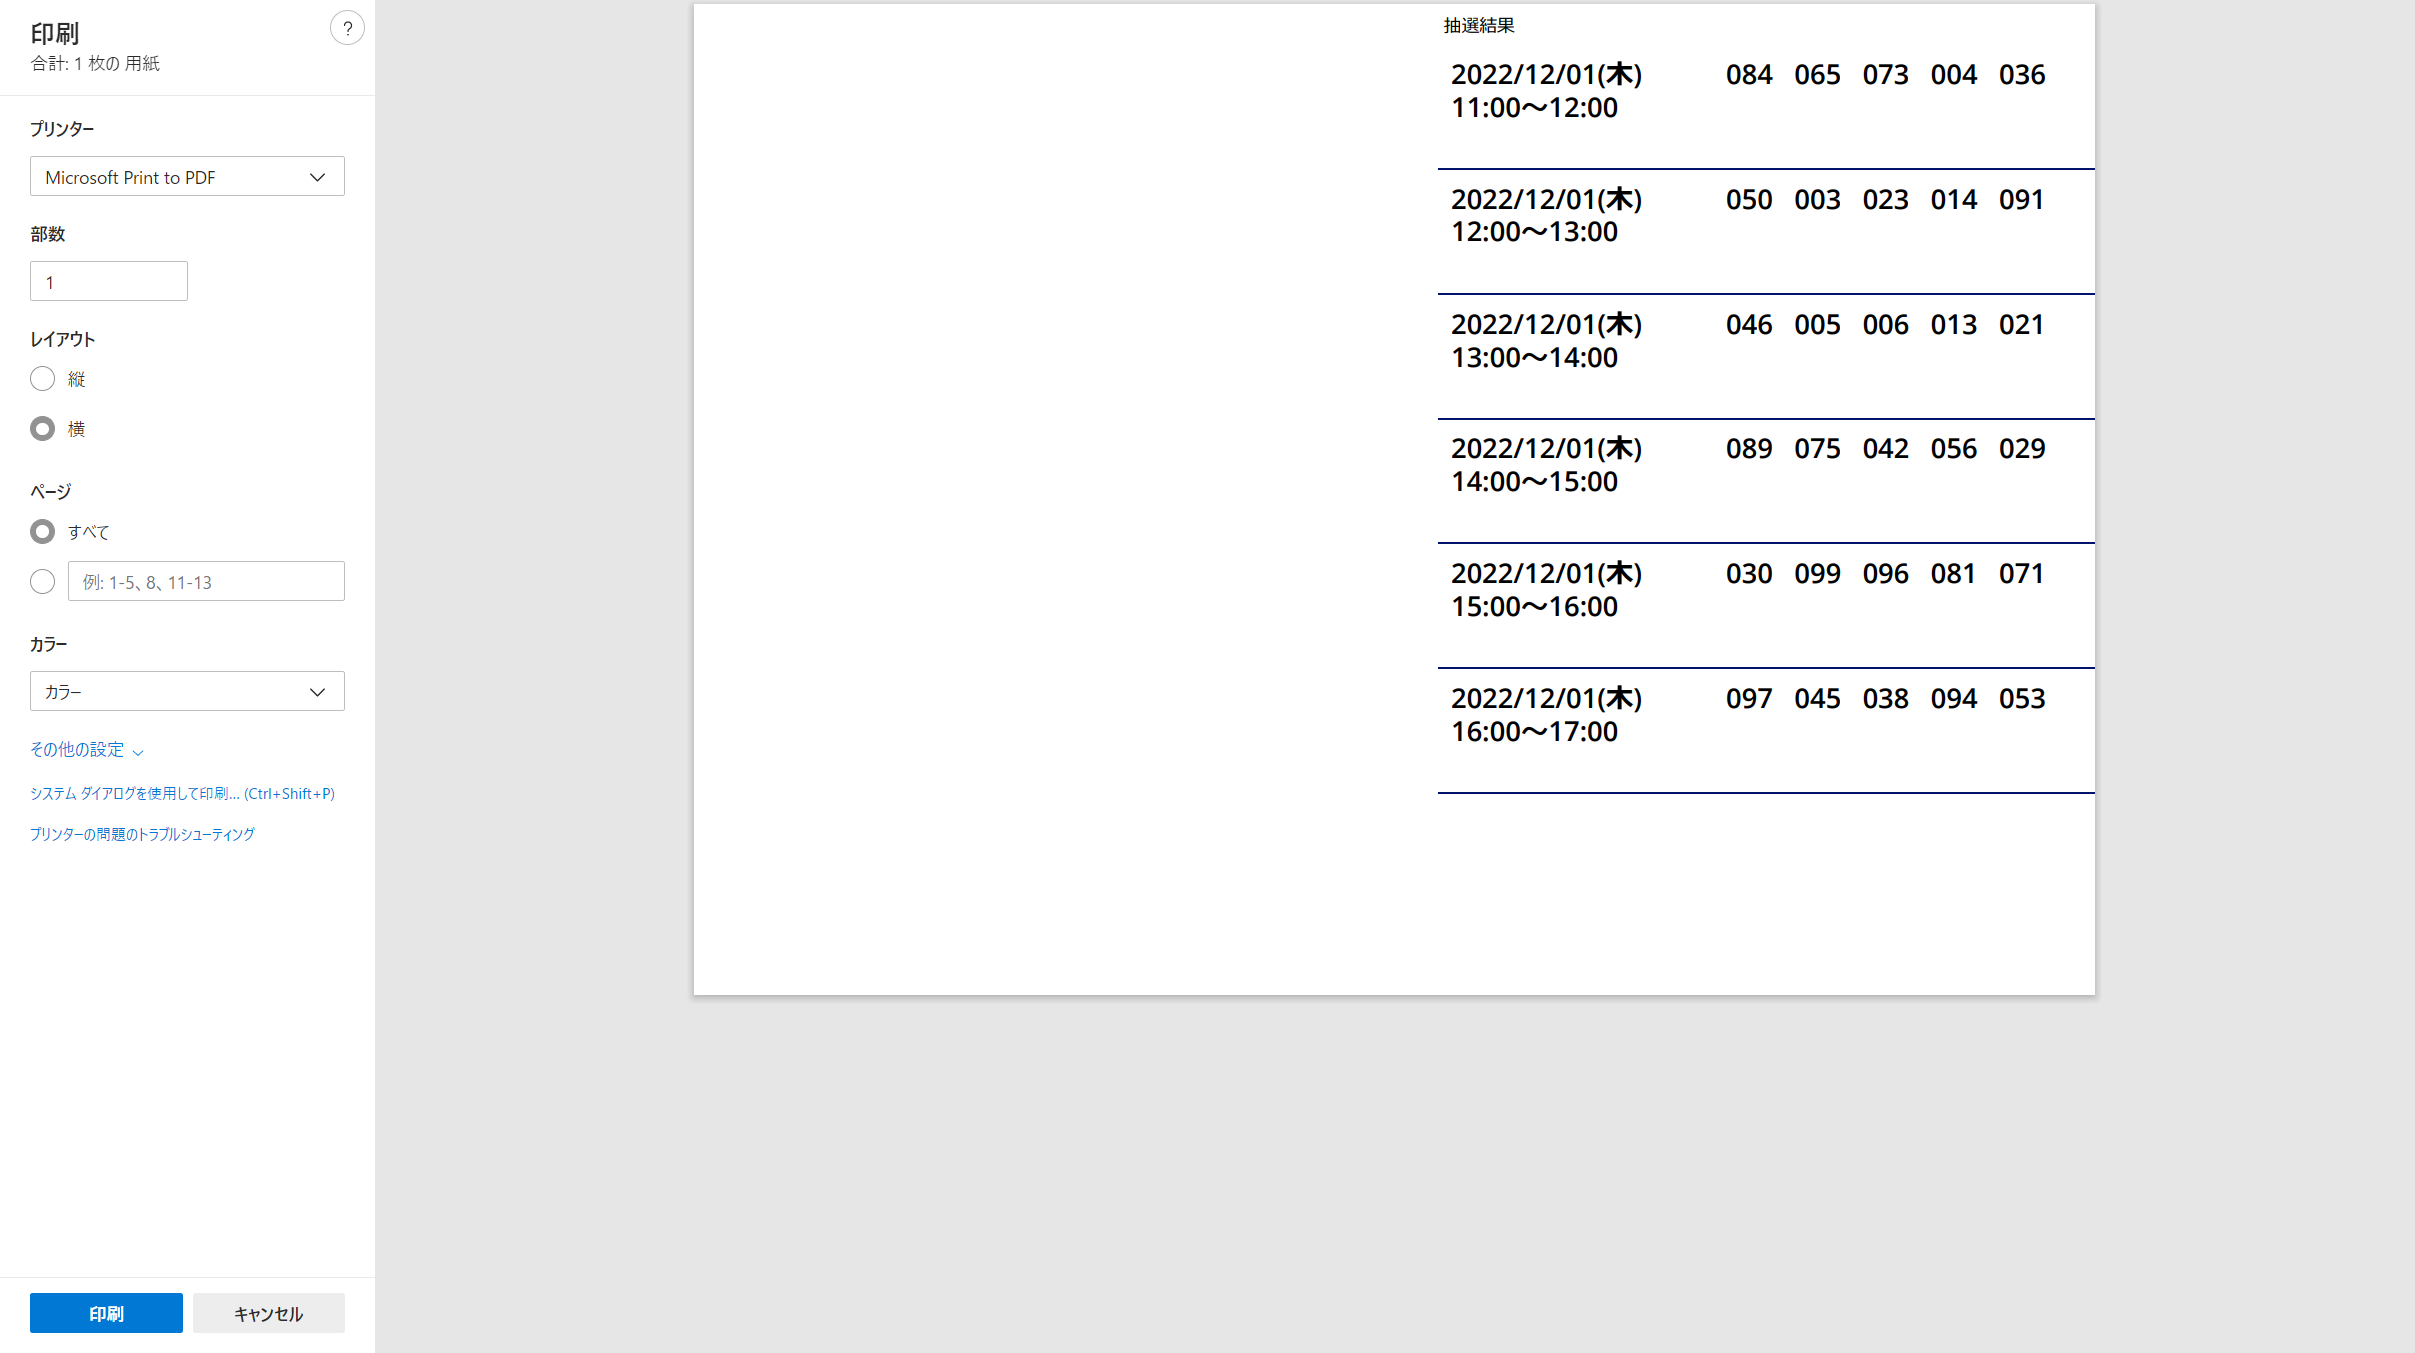 印刷
?
合計: 1 枚の 用紙
プリンター
Microsoft Print to PDF
部数
1
レイアウト
縦
横
ページ
すべて
例: 1-5、8、11-13
カラー
カラー
その他の設定
システム ダイアログを使用して印刷... (Ctrl+Shift+P)
プリンターの問題のトラブルシューティング
印刷
キャンセル
抽選結果
2022/12/01(木) 084 065 073 004 036
11:00～12:00
2022/12/01(木) 050 003 023 014 091
12:00～13:00
2022/12/01(木) 046 005 006 013 021
13:00～14:00
2022/12/01(木) 089 075 042 056 029
14:00～15:00
2022/12/01(木) 030 099 096 081 071
15:00～16:00
2022/12/01(木) 097 045 038 094 053
16:00～17:00